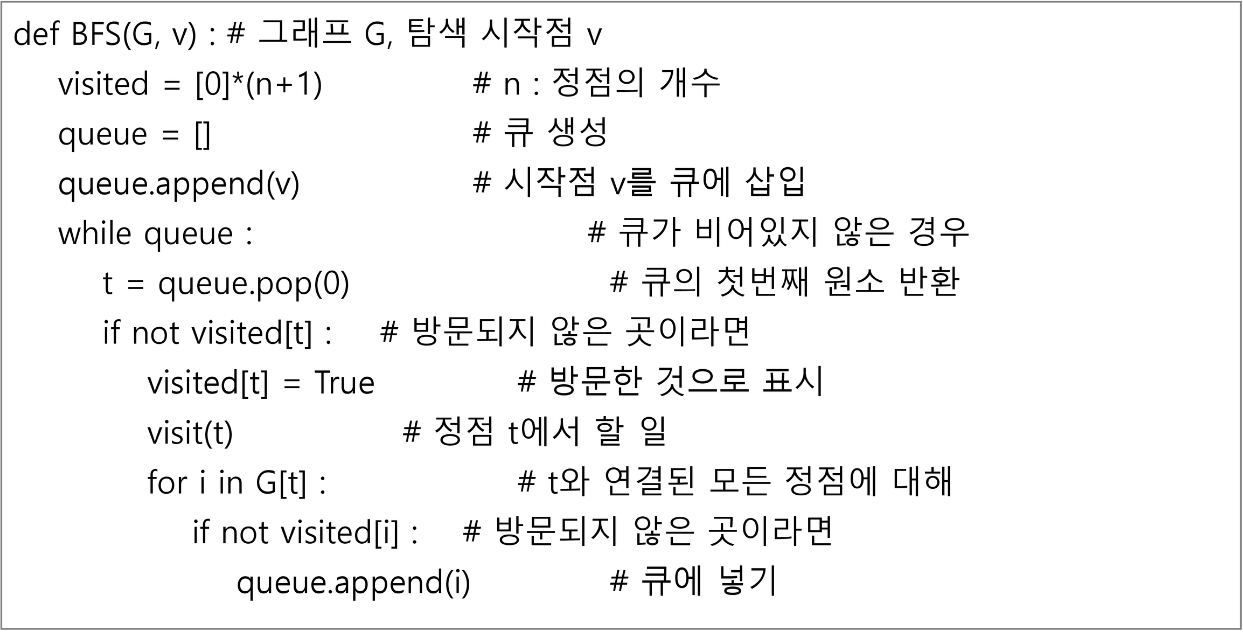 def BFS(G, v) : # 그래프 G, 탐색 시작점 v
visited = [0]*(n+1) # n : 정점의 개수
queue = [] # 큐 생성
queue.append(v) # 시작점 v를 큐에 삽입
while queue : # 큐가 비어있지 않은 경우
t = queue.pop(0) # 큐의 첫번째 원소 반환
if not visited[t] : # 방문되지 않은 곳이라면
visited[t] = True # 방문한 것으로 표시
visit(t) # 정점 t에서 할 일
for i in G[t] : # t와 연결된 모든 정점에 대해
if not visited[i] : # 방문되지 않은 곳이라면
queue.append(i) # 큐에 넣기